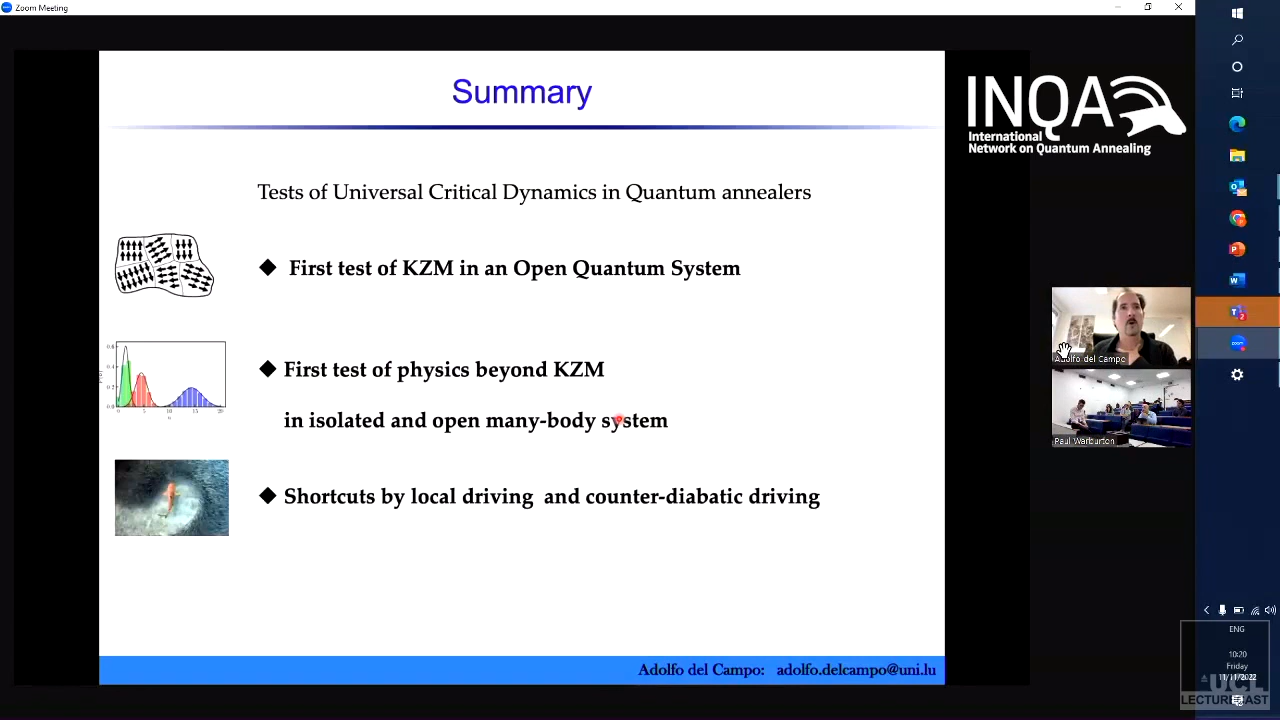 Zoom Meeting
Summary
INQA
International
Network on Quantum Annealing
Tests of Universal Critical Dynamics in Quantum annealers
◆ First test of KZM in an Open Quantum System
◆ First test of physics beyond KZM
in isolated and open many-body system
◆ Shortcuts by local driving and counter-diabatic driving
Adolfo del Campo: adolfo.delcampo@uni.lu
Adolfo del Campo
Paul Warburton
ENG
10:20
Friday
11/11/2022
UCL
LECTURECAST